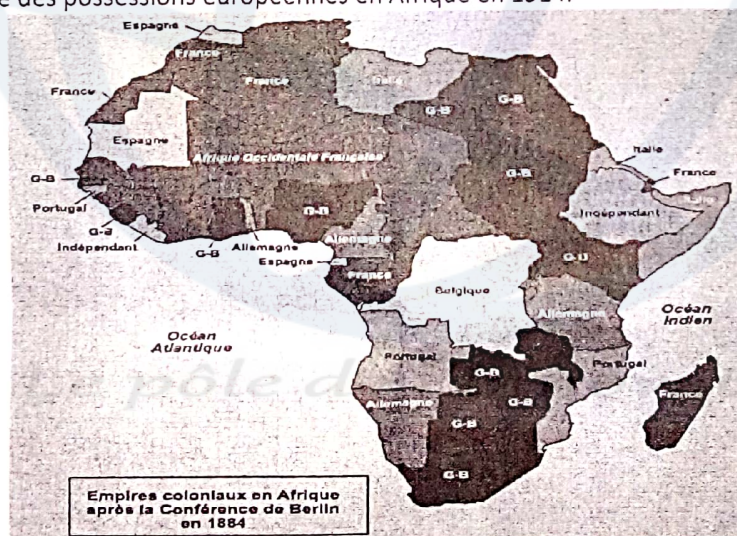 des possessions européennes en Afrique en 1914.
Espagne
France
France
France
Italie
G-B
G-B
Espagne
Afrique Occidentale Française
G-B
G-B
Portugal
G-B
Indépendant
G-B
Allemagne
Espagne
G-B
Allemagne
France
Italie
France
Indépendant
G-B
Belgique
Allemagne
Océan
Indien
Océan
Atlantique
Portugal
G-B
Portugal
G-B
Allemagne
G-B
G-B
France
Empires coloniaux en Afrique
après la Conférence de Berlin
en 1884